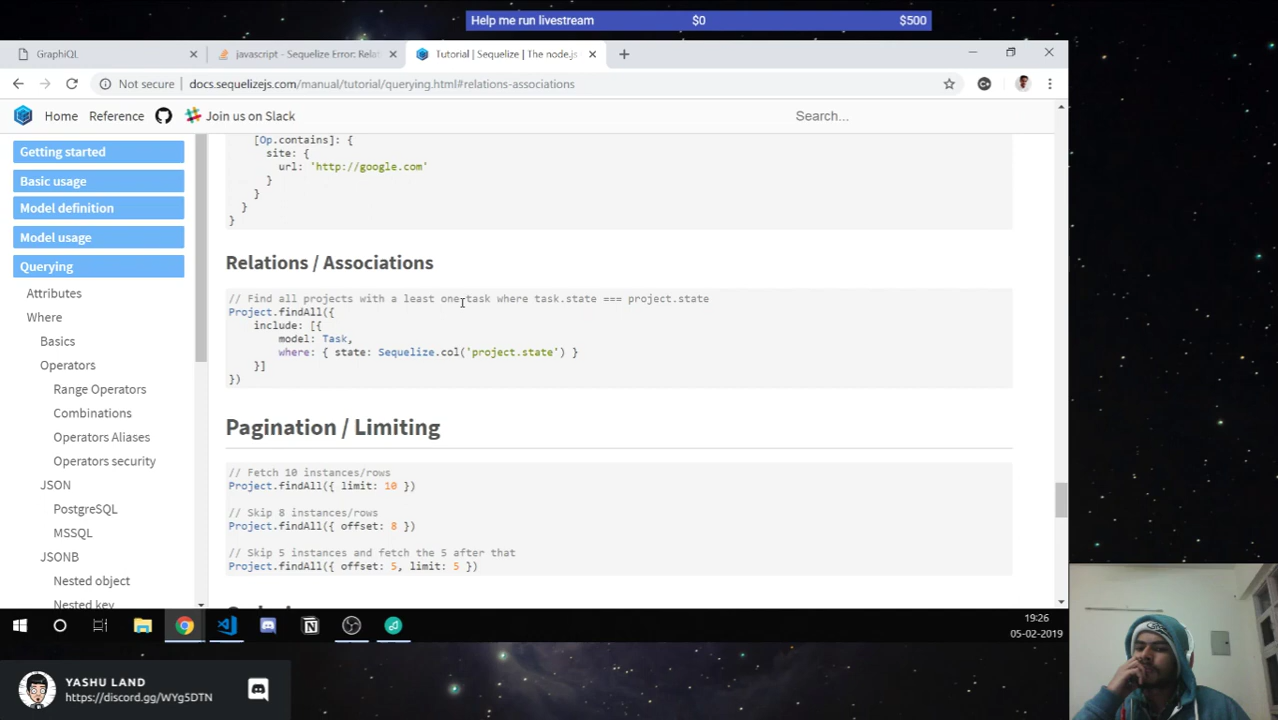 Help me run livestream $0 $500
GraphiQL
javascript - Sequelize Error: Rela
Tutorial | Sequelize | The node.js
Not secure
docs.sequelizejs.com/manual/tutorial/querying.html#relations-associations
Home
Reference
Join us on Slack
Search...
Getting started
Basic usage
Model definition
Model usage
Querying
Attributes
Where
Basics
Operators
Range Operators
Combinations
Operators Aliases
Operators security
JSON
PostgreSQL
MSSQL
JSONB
Nested object
Nested key
[Op.contains]: {
site: {
url: 'http://google.com'
}
}
}
}
Relations / Associations
// Find all projects with a least one task where task.state === project.state
Project.findAll({
include: [{
model: Task,
where: { state: Sequelize.col('project.state') }
}]
})
Pagination / Limiting
// Fetch 10 instances/rows
Project.findAll({ limit: 10 })
// Skip 8 instances/rows
Project.findAll({ offset: 8 })
// Skip 5 instances and fetch the 5 after that
Project.findAll({ offset: 5, limit: 5 })
19:26
05-02-2019
YASHU LAND
https://discord.gg/WYg5DTN